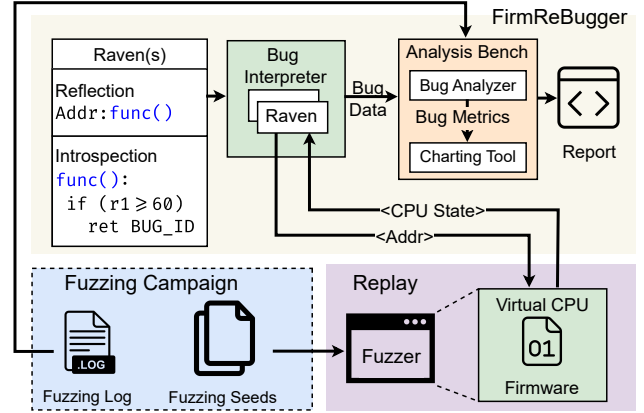 FirmReBugger
Raven(s)
Reflection
Addr:func()
Introspection
func():
if (r1⩾60)
ret BUG_ID
Bug
Interpreter
Raven
Bug
Data
Analysis Bench
Bug Analyzer
Bug Metrics
Charting Tool
Report
<CPU State>
<Addr>
Fuzzing Campaign
.LOG
Fuzzing Log
Fuzzing Seeds
Replay
Fuzzer
Virtual CPU
01
Firmware